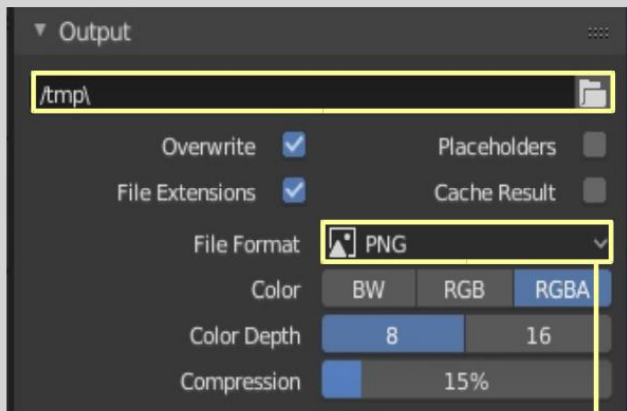 Output
/tmp\
Overwrite Placeholders
File Extensions Cache Result
File Format PNG
Color BW RGB RGBA
Color Depth 8 16
Compression 15%